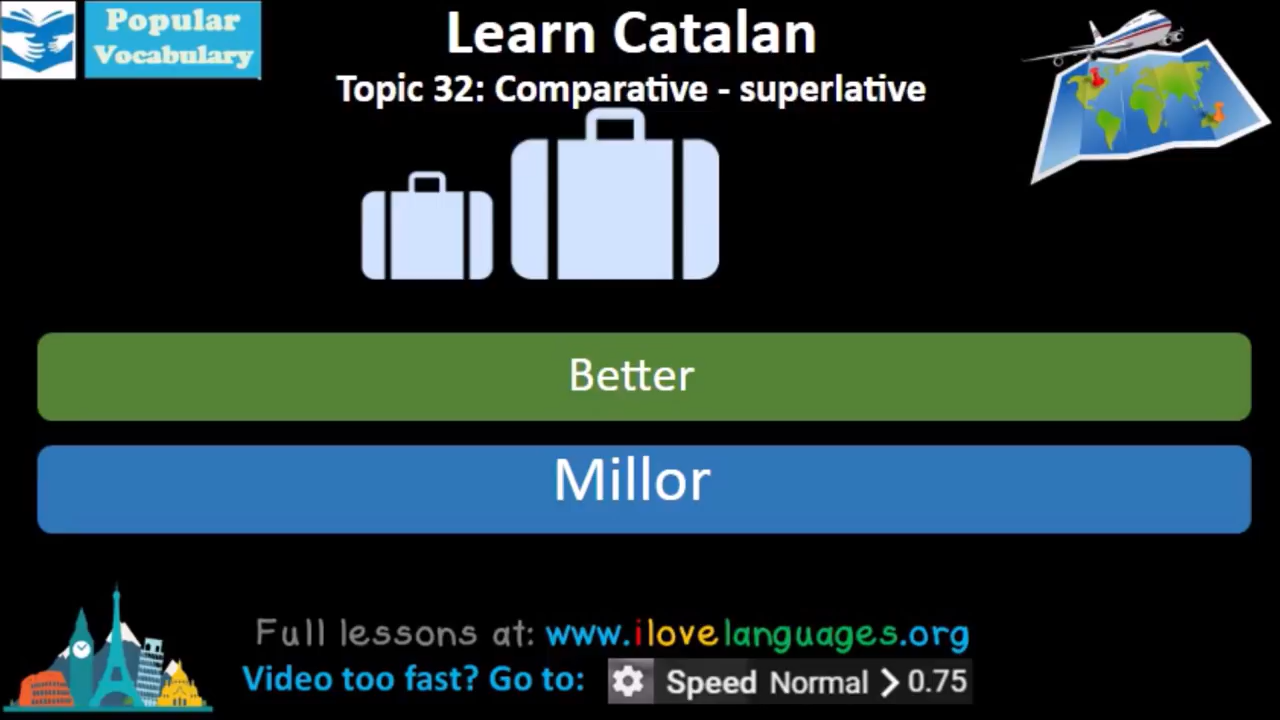 Popular
Vocabulary
Learn Catalan
Topic 32: Comparative - superlative
Better
Millor
Full lessons at: www.ilovelanguages.org
Video too fast? Go to: Speed Normal > 0.75